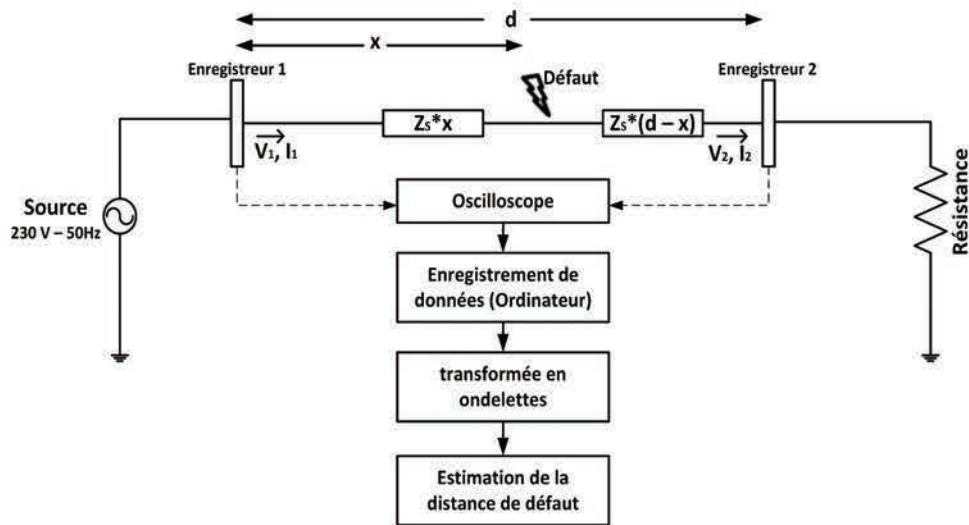 d
x
Enregistreur 1
Enregistreur 2
Défaut
Zs*x
Zs*(d – x)
V1, I1
V2, I2
Source
230 V – 50Hz
Résistance
Oscilloscope
Enregistrement de
données (Ordinateur)
transformée en
ondelettes
Estimation de la
distance de défaut